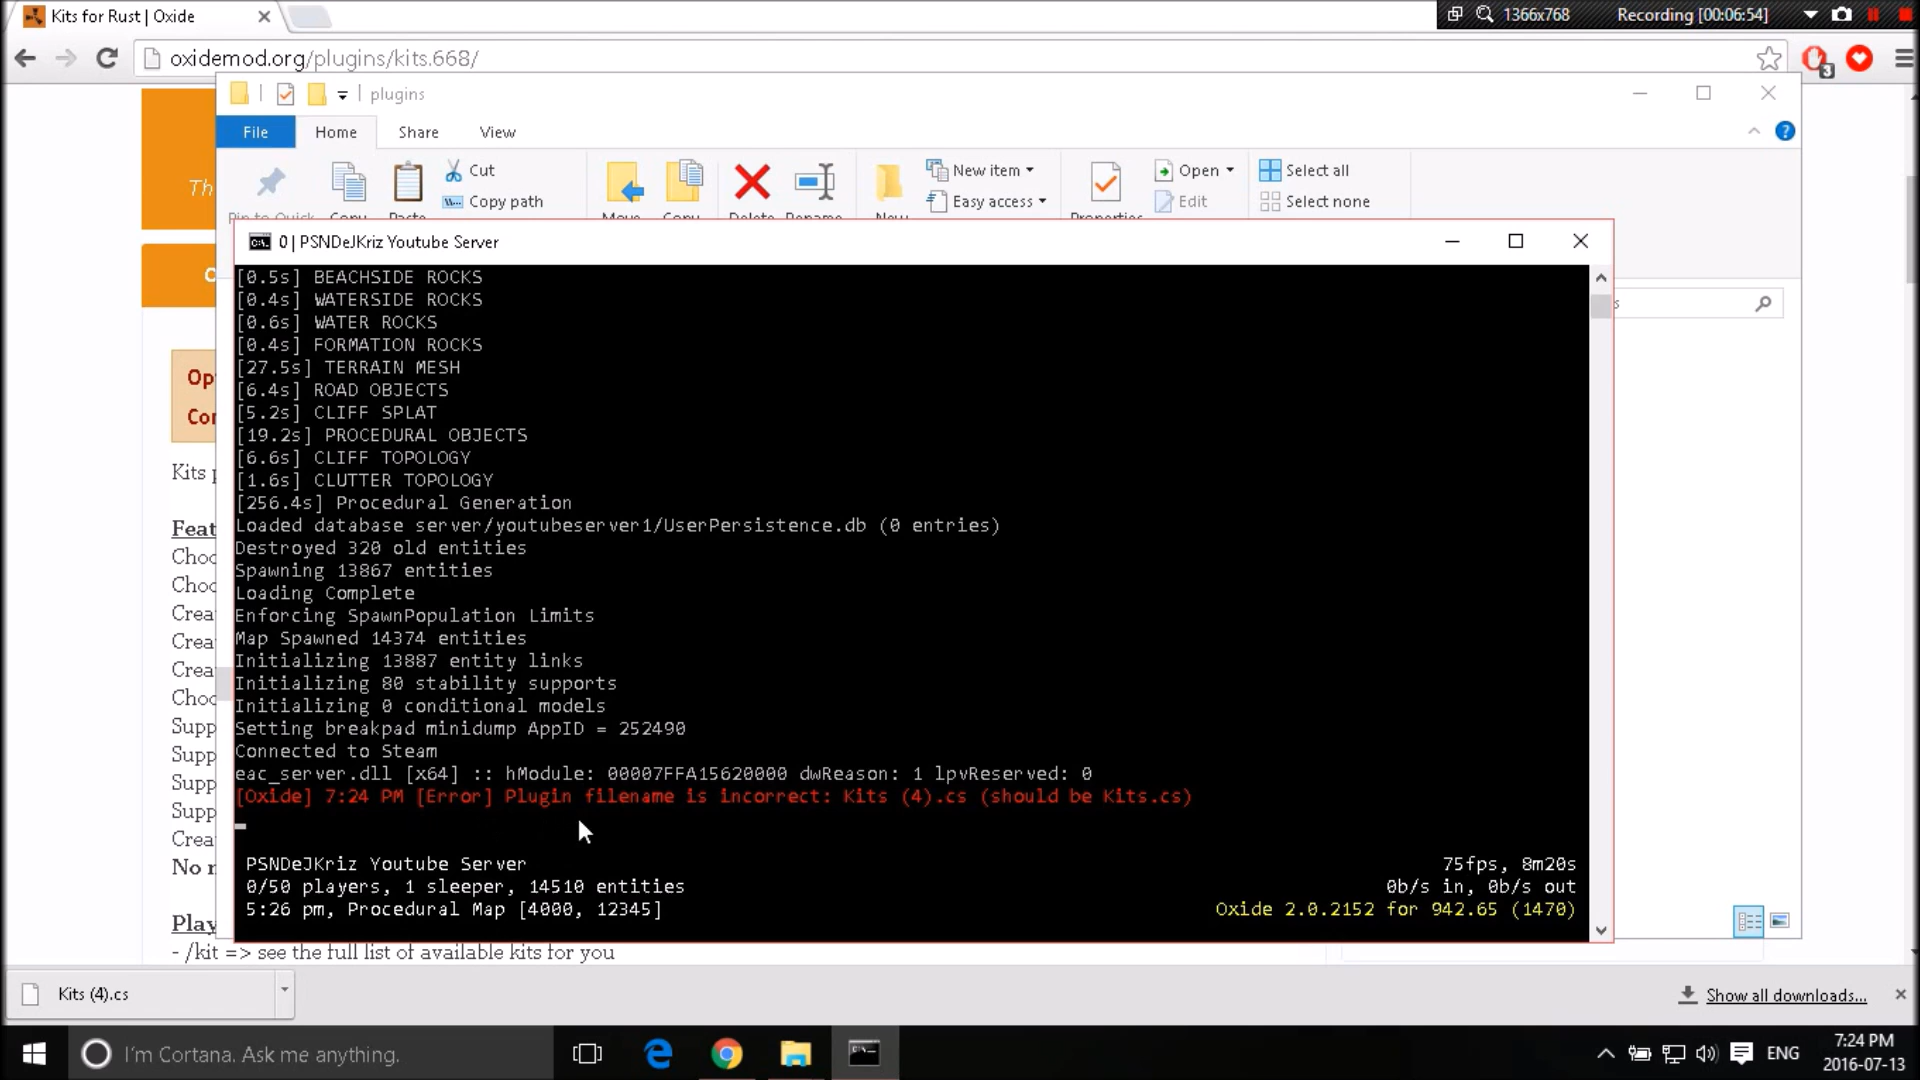 Kits for Rust | Oxide
1366x768
Recording [00:06:54]
oxidemod.org/plugins/kits.668/
3
plugins
File
Home
Share
View
Th
Cut
Copy path
New item
Easy access
Open
Edit
Select all
Select none
Pin to Quick
Copy
Paste
Move
Copy
Delete
Rename
New
Properties
0 | PSNDeJKriz Youtube Server
s
[0.5s] BEACHSIDE ROCKS
[0.4s] WATERSIDE ROCKS
[0.6s] WATER ROCKS
[0.4s] FORMATION ROCKS
[27.5s] TERRAIN MESH
[6.4s] ROAD OBJECTS
[5.2s] CLIFF SPLAT
[19.2s] PROCEDURAL OBJECTS
[6.6s] CLIFF TOPOLOGY
[1.6s] CLUTTER TOPOLOGY
[256.4s] Procedural Generation
Loaded database server/youtubeserver1/UserPersistence.db (0 entries)
Destroyed 320 old entities
Spawning 13867 entities
Loading Complete
Enforcing SpawnPopulation Limits
Map Spawned 14374 entities
Initializing 13887 entity links
Initializing 80 stability supports
Initializing 0 conditional models
Setting breakpad minidump AppID = 252490
Connected to Steam
eac_server.dll [x64] :: hModule: 00007FFA15620000 dwReason: 1 lpvReserved: 0
[Oxide] 7:24 PM [Error] Plugin filename is incorrect: Kits (4).cs (should be Kits.cs)
PSNDeJKriz Youtube Server
75fps, 8m20s
0/50 players, 1 sleeper, 14510 entities
0b/s in, 0b/s out
5:26 pm, Procedural Map [4000, 12345]
Oxide 2.0.2152 for 942.65 (1470)
Op
Cor
Kits p
Feat
Choo
Choo
Crea
Crea
Crea
Choo
Supp
Supp
Supp
Supp
Crea
No n
Play
- /kit => see the full list of available kits for you
Kits (4).cs
Show all downloads...
I'm Cortana. Ask me anything.
ENG
7:24 PM
2016-07-13